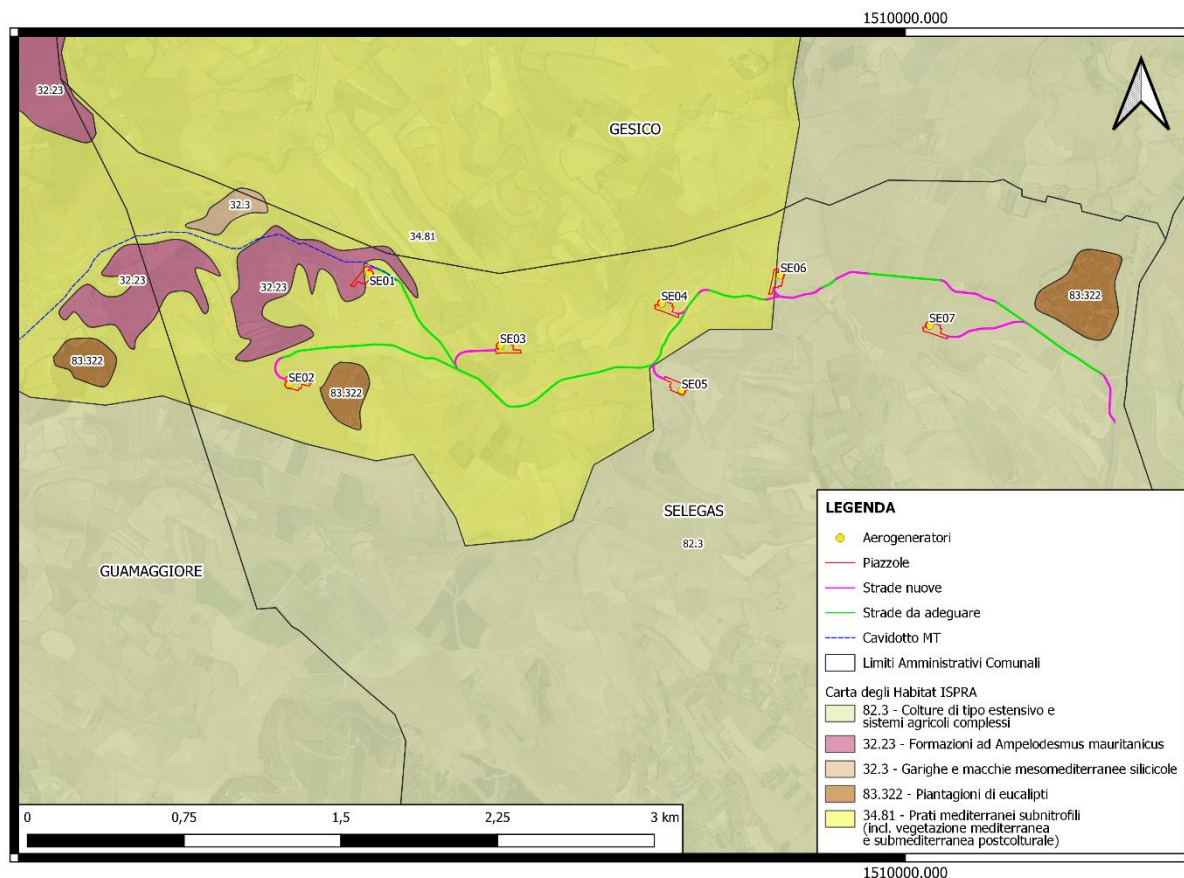 1510000.000
32.23
GESICO
32.3
34.81
32.23
32.23
SE01
SE06
SE04
83.322
SE07
SE03
83.322
SE02
83.322
SE05
SELEGAS
82.3
GUAMAGGIORE
LEGENDA
Aerogeneratori
Piazzole
Strade nuove
Strade da adeguare
Cavidotto MT
Limiti Amministrativi Comunali
Carta degli Habitat ISPRA
82.3 - Colture di tipo estensivo e
sistemi agricoli complessi
32.23 - Formazioni ad Ampelodesmus mauritanicus
32.3 - Garighe e macchie mesomediterranee silicicole
83.322 - Piantagioni di eucalipti
34.81 - Prati mediterranei subnitrofili
(incl. vegetazione mediterranea
e submediterranea postcolturale)
0 0,75 1,5 2,25 3 km
1510000.000